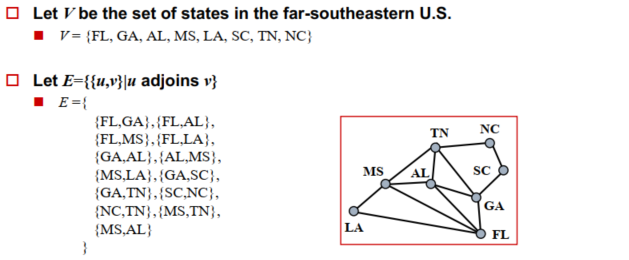 Let V be the set of states in the far-southeastern U.S.
V= {FL, GA, AL, MS, LA, SC, TN, NC}
Let E={{u,v}|u adjoins v}
E={
{FL,GA},{FL,AL},
{FL,MS},{FL,LA},
{GA,AL},{AL,MS},
{MS,LA},{GA,SC},
{GA,TN},{SC,NC},
{NC,TN},{MS,TN},
{MS,AL}
}
TN NC
MS AL SC
GA
LA FL